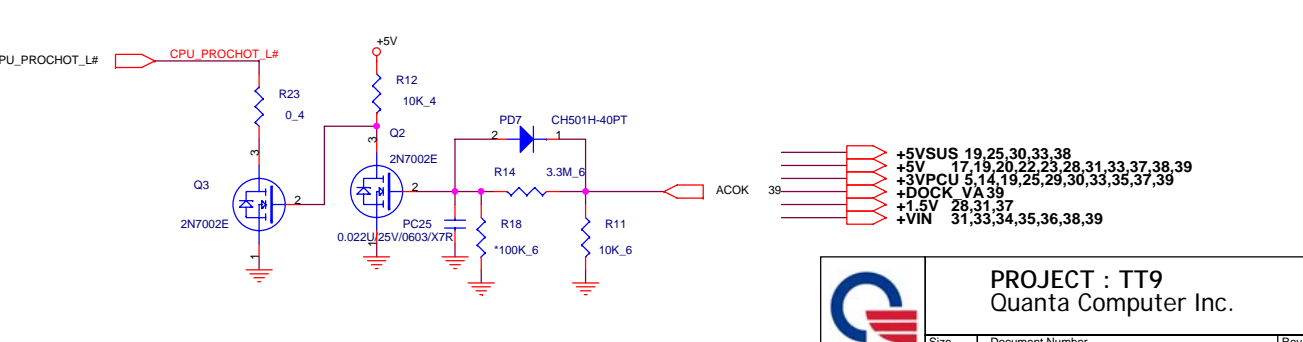 PU_PROCHOT_L#
CPU_PROCHOT_L#
+5V
R23
0_4
R12
10K_4
3
Q3
2
2N7002E
1
3
Q2
2N7002E
2
1
PD7
CH501H-40PT
2
1
R14
3.3M_6
PC25
0.022U/25V/0603/X7R
R18
*100K_6
R11
10K_6
ACOK
39
+5VSUS 19,25,30,33,38
+5V 17,19,20,22,23,28,31,33,37,38,39
+3VPCU 5,14,19,25,29,30,33,35,37,39
+DOCK_VA 39
+1.5V 28,31,37
+VIN 31,33,34,35,36,38,39
PROJECT : TT9
Quanta Computer Inc.
Size
Document Number
Rev